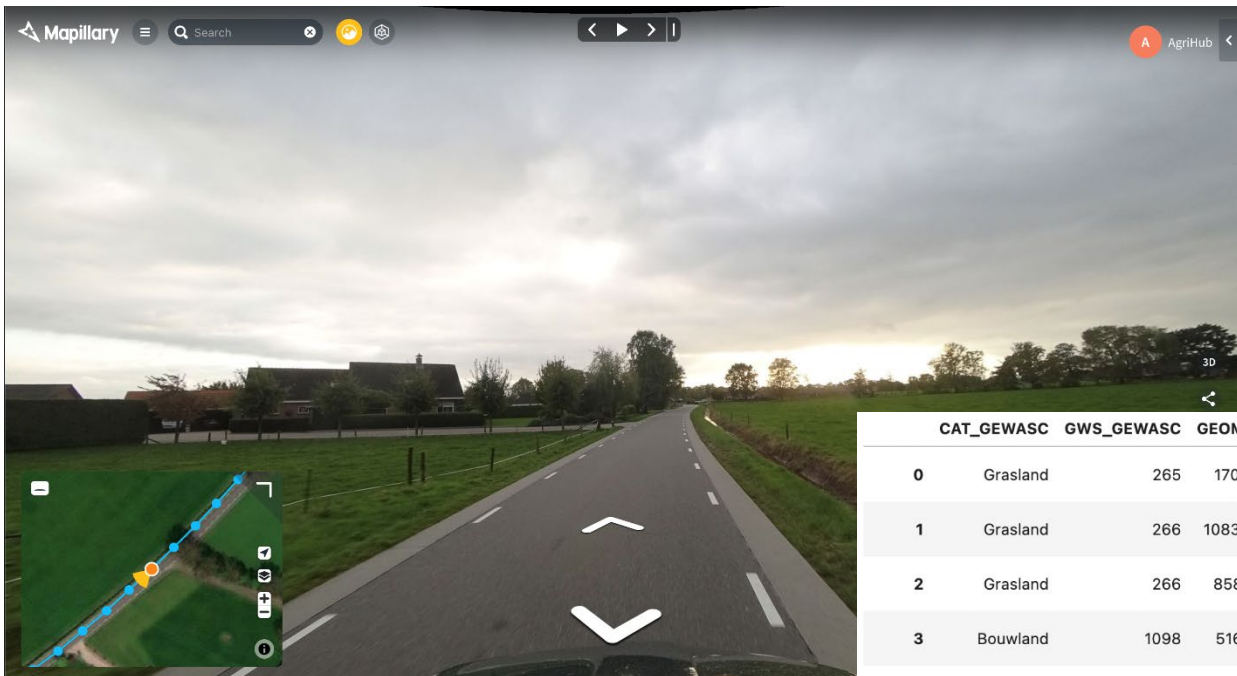 Mapillary Search A AgriHub
3D
CAT_GEWASC GWS_GEWASC GEOM
0 Grasland 265 170
1 Grasland 266 1083
2 Grasland 266 858
3 Bouwland 1098 516